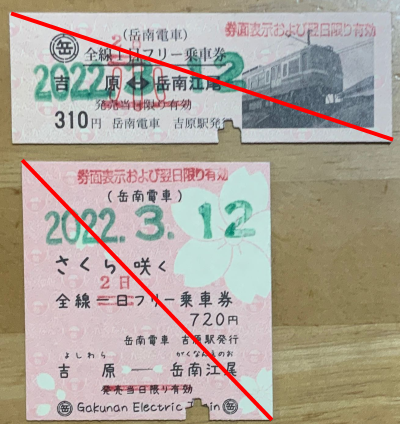 岳
(岳南電車)
券面表示および翌日限り有効
2
全線1日フリー乗車券
2022. 2
吉 原 ⇔ 岳南江尾
発売当日限り有効
310円 岳南電車 吉原駅発行
券面表示および翌日限り有効
(岳南電車)
2022. 3. 12
さくら咲く
2日
全線一日フリー乗車券
720円
岳南電車 吉原駅発行
よしわら がくなんえのお
吉 原 岳南江尾
発売当日限り有効
岳 Gakunan Electric Train 岳